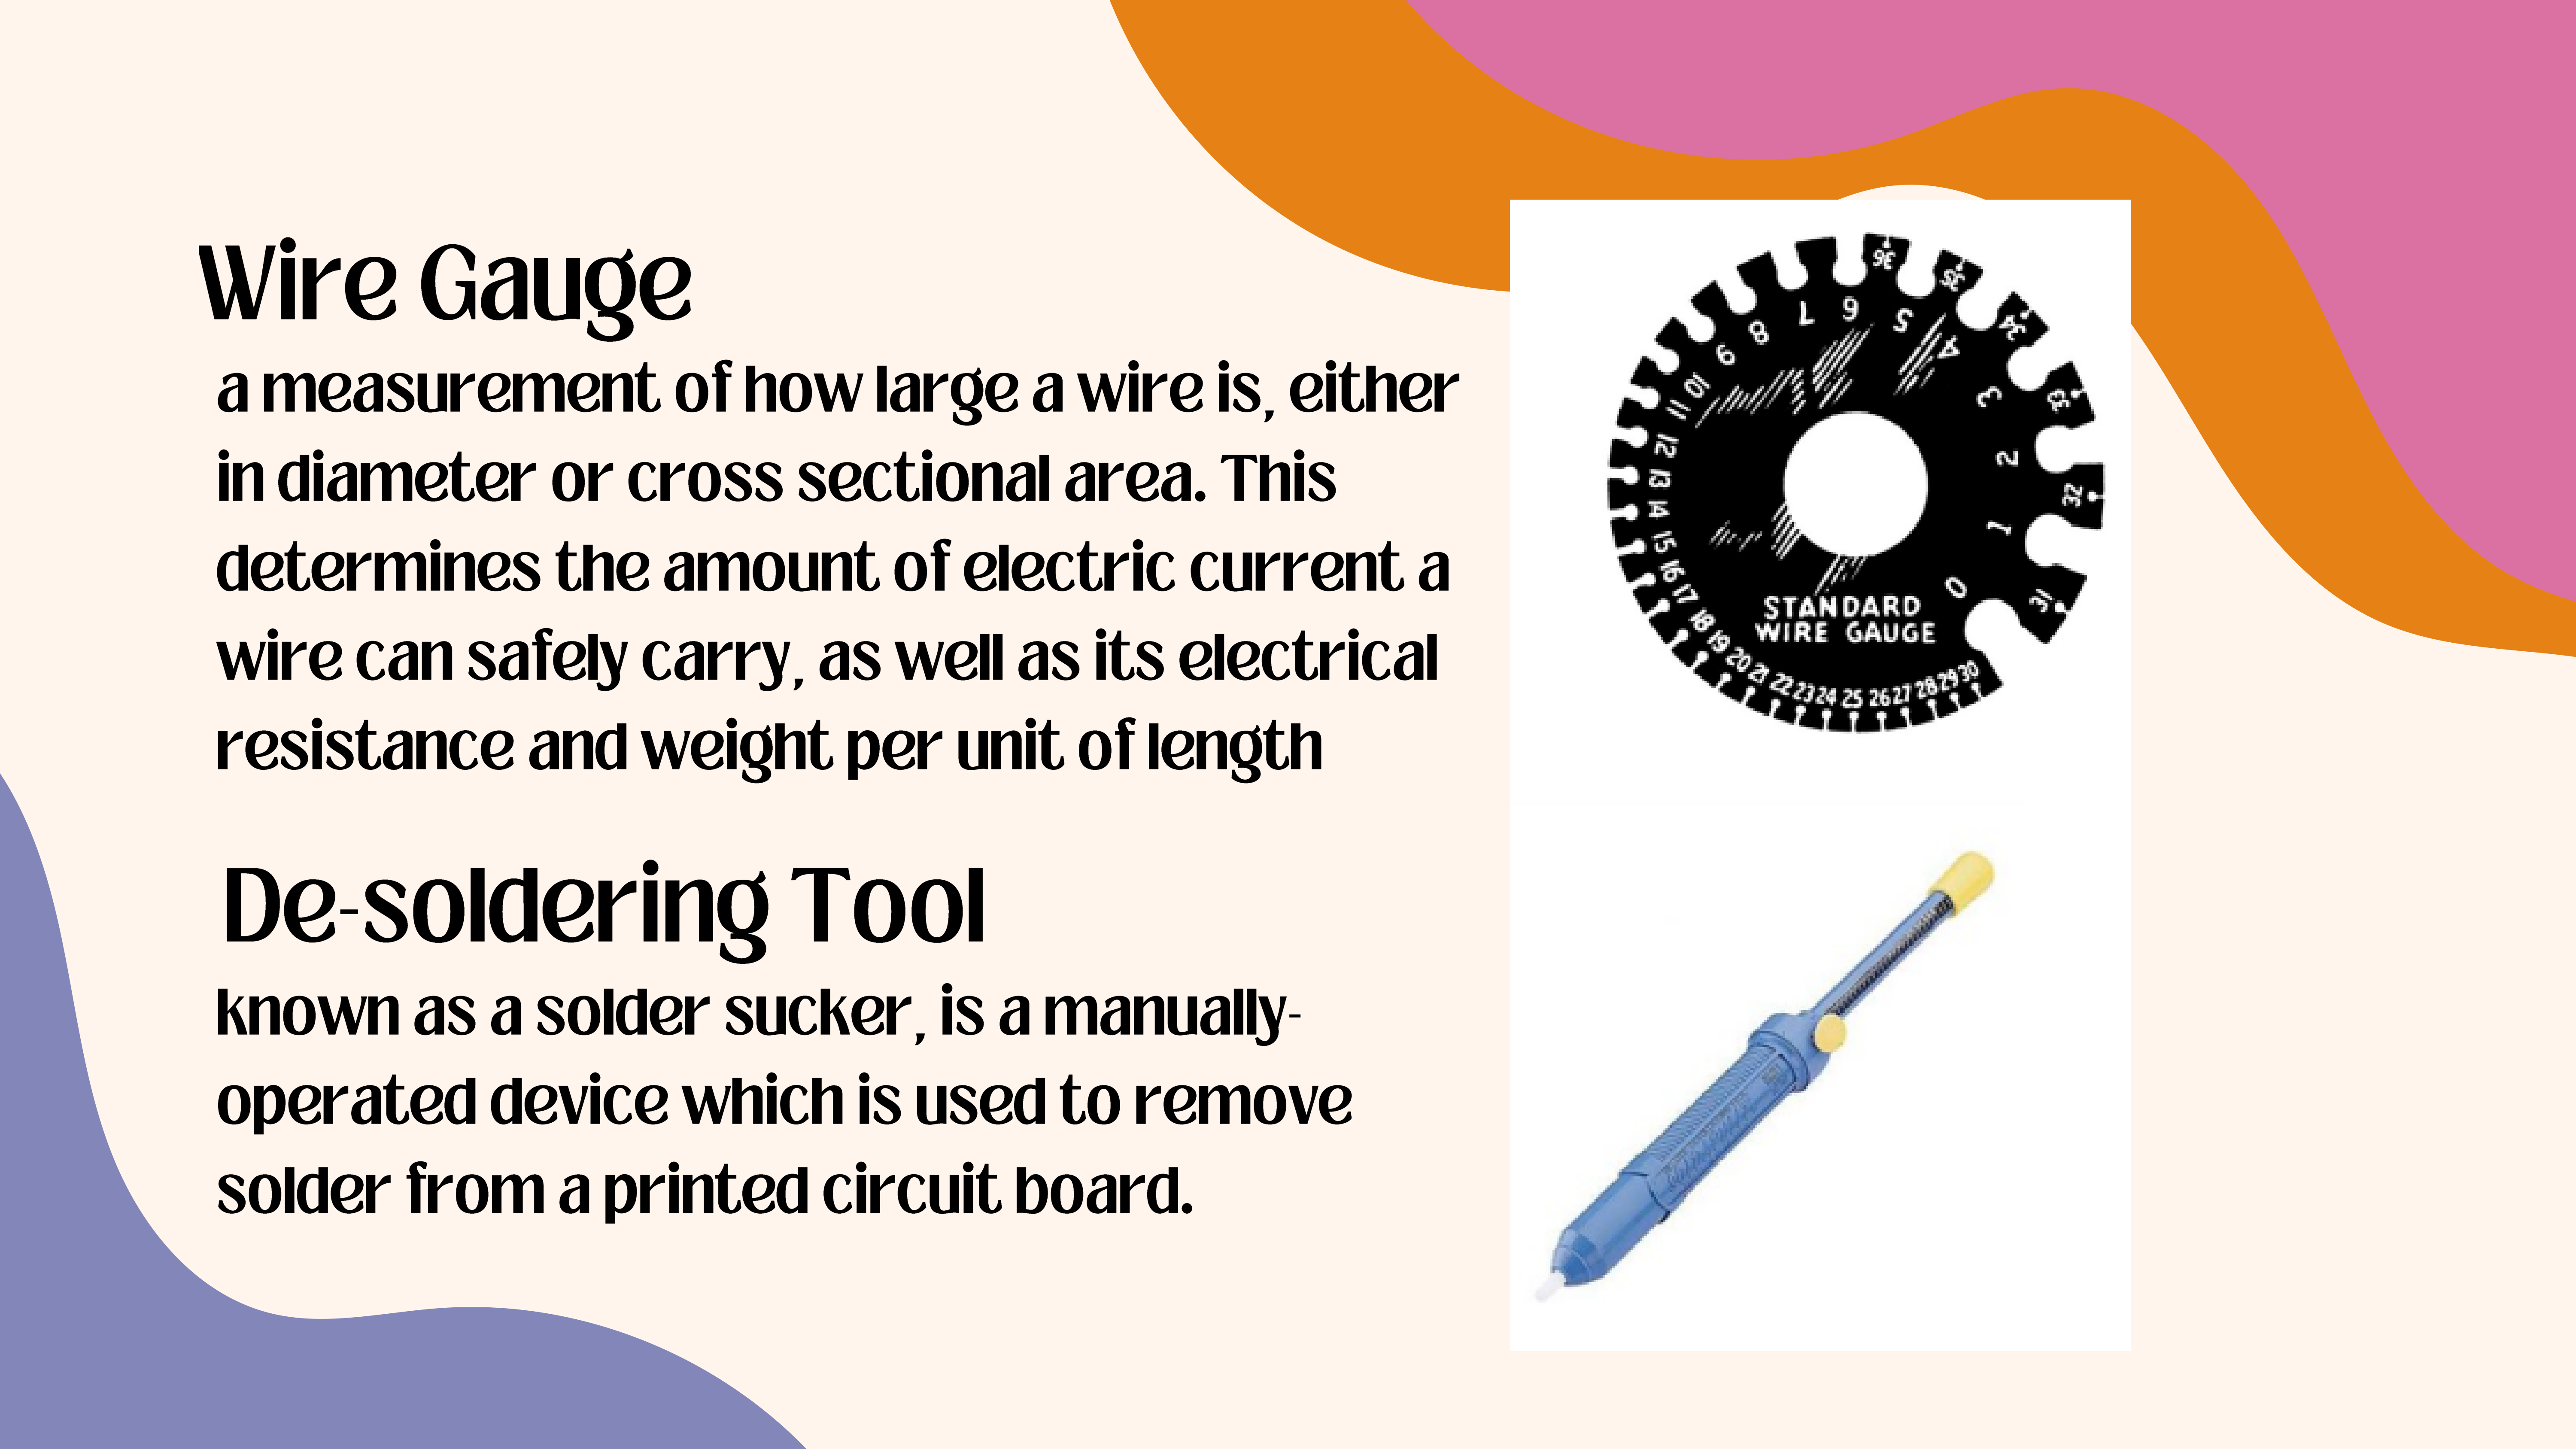 Wire Gauge
a measurement of how large a wire is, either
in diameter or cross sectional area. This
determines the amount of electric current a
wire can safely carry, as well as its electrical
resistance and weight per unit of length
De-soldering Tool
known as a solder sucker, is a manually-
operated device which is used to remove
solder from a printed circuit board.
STANDARD
WIRE GAUGE
0 1 2 3 4 5 6 7 8 9 10 11 12 13 14 15 16 17 18 19 20 21 22 23 24 25 26 27 28 29 30
31 32 33 34 35 36